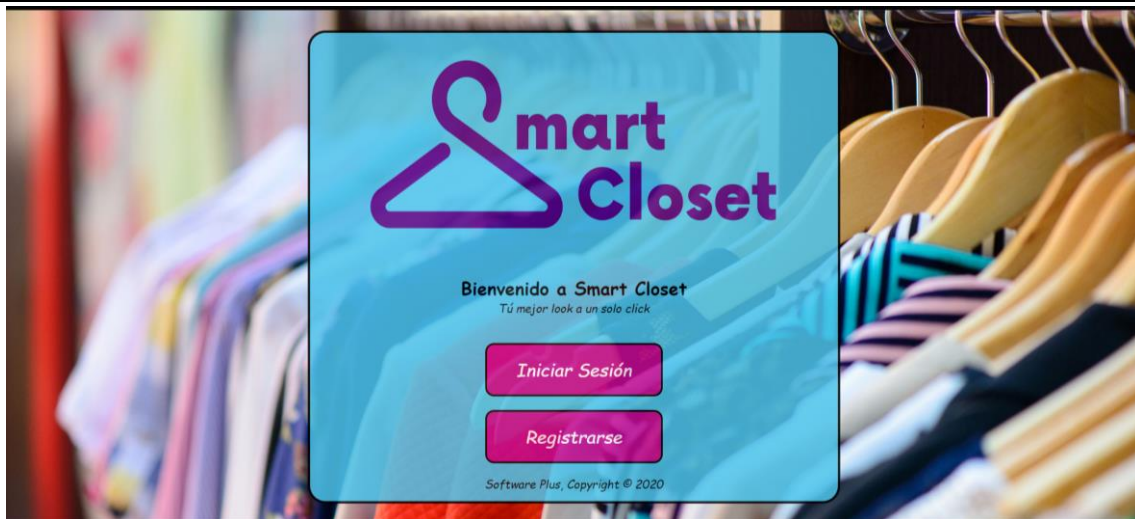 Smart
Closet
Bienvenido a Smart Closet
Tú mejor look a un solo click
Iniciar Sesión
Registrarse
Software Plus, Copyright © 2020